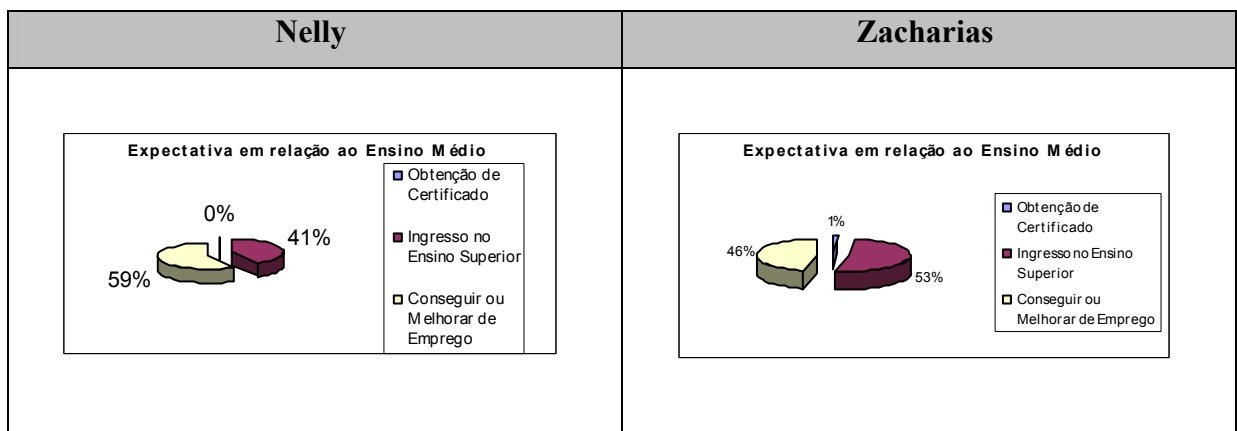 Nelly
Zacharias
Expectativa em relação ao Ensino Médio
0%
41%
59%
Obtenção de
Certificado
Ingresso no
Ensino Superior
Conseguir ou
Melhorar de
Emprego
Expectativa em relação ao Ensino Médio
1%
46%
53%
Obtenção de
Certificado
Ingresso no Ensino
Superior
Conseguir ou
Melhorar de Emprego